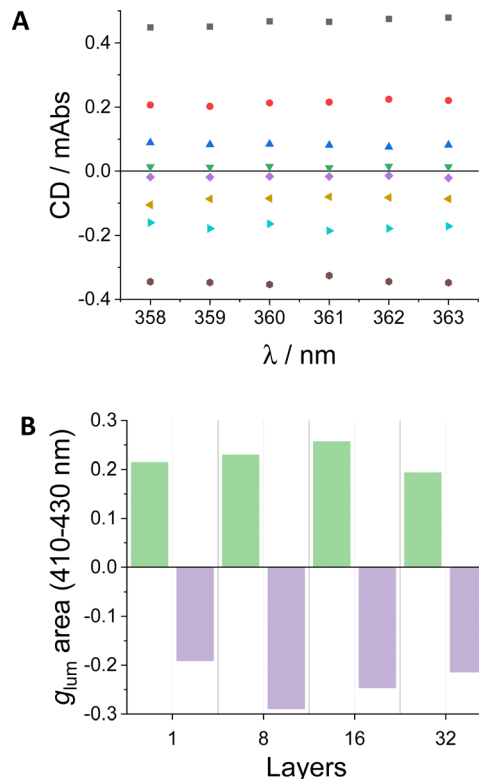 A
CD / mAbs
0.4
0.2
0.0
-0.2
-0.4
358 359 360 361 362 363
λ / nm
B
glum area (410-430 nm)
0.3
0.2
0.1
0.0
-0.1
-0.2
-0.3
1 8 16 32
Layers